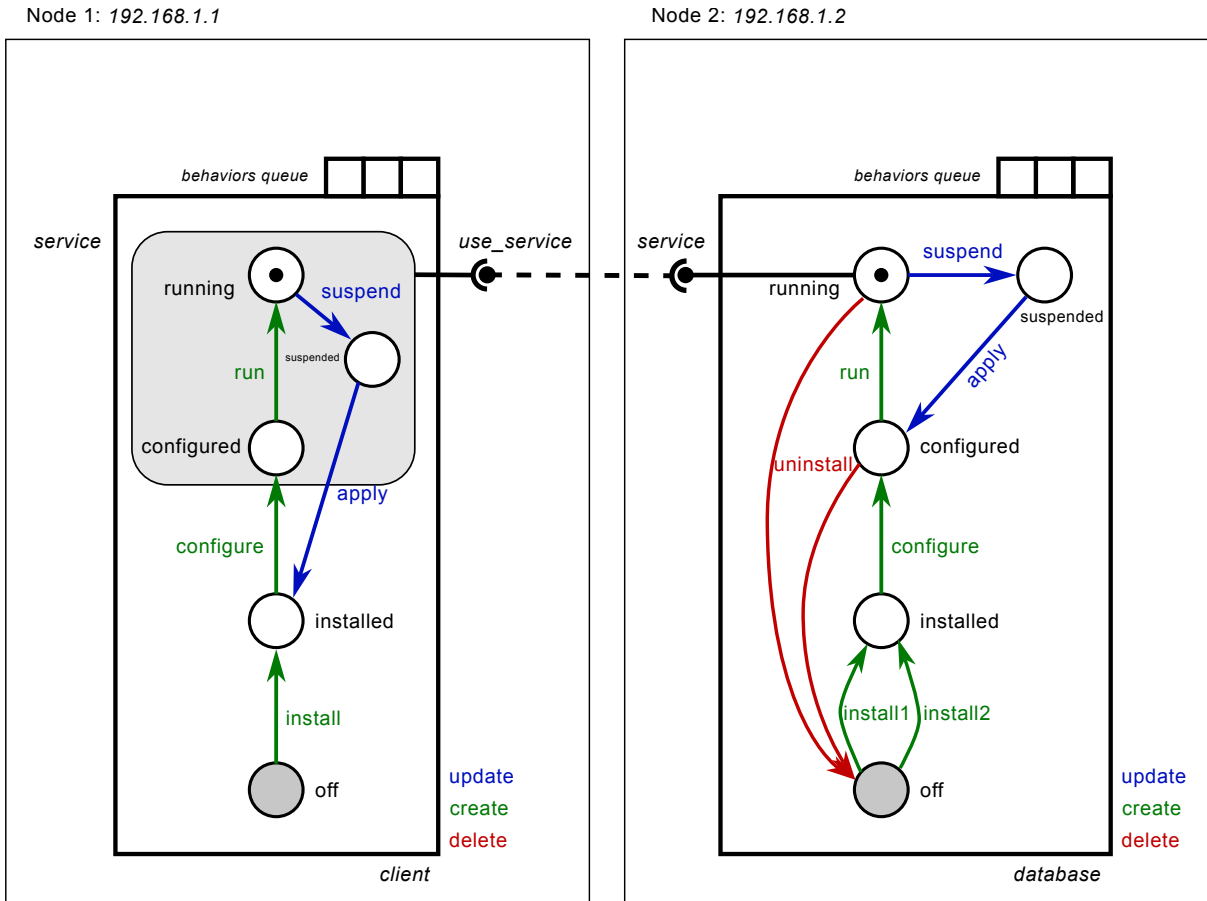 Node 1: 192.168.1.1
behaviors queue
service
use_service
running
suspend
suspended
run
configured
apply
configure
installed
install
off
update
create
delete
client
Node 2: 192.168.1.2
behaviors queue
service
suspend
running
suspended
run
apply
configured
uninstall
configure
installed
install1
install2
off
update
create
delete
database